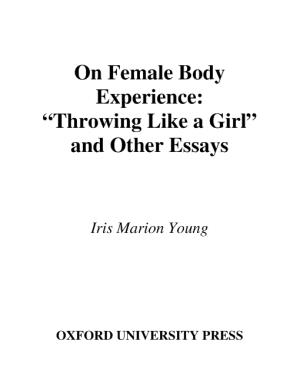 On Female Body
Experience:
“Throwing Like a Girl”
and Other Essays
Iris Marion Young
OXFORD UNIVERSITY PRESS